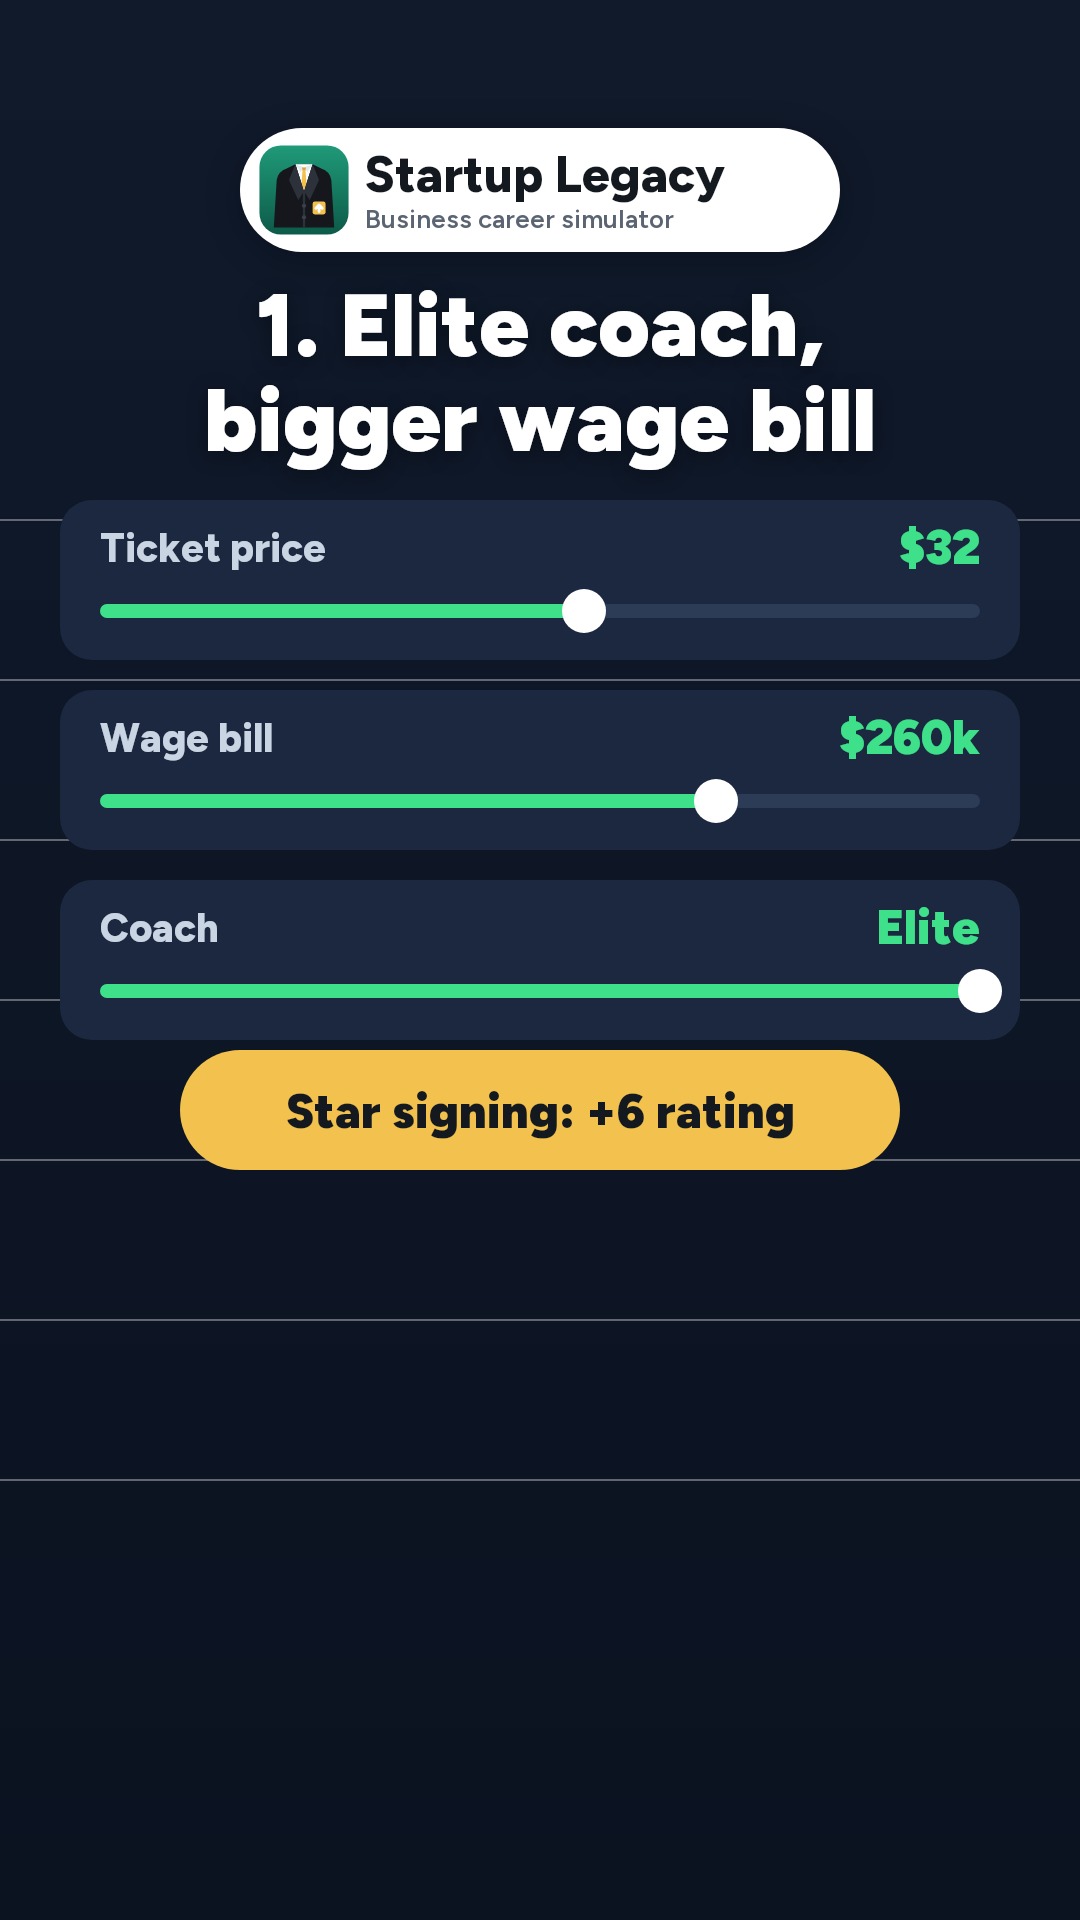 Startup Legacy
Business career simulator
1. Elite coach,
bigger wage bill
Ticket price $32
Wage bill $260k
Coach Elite
Star signing: +6 rating